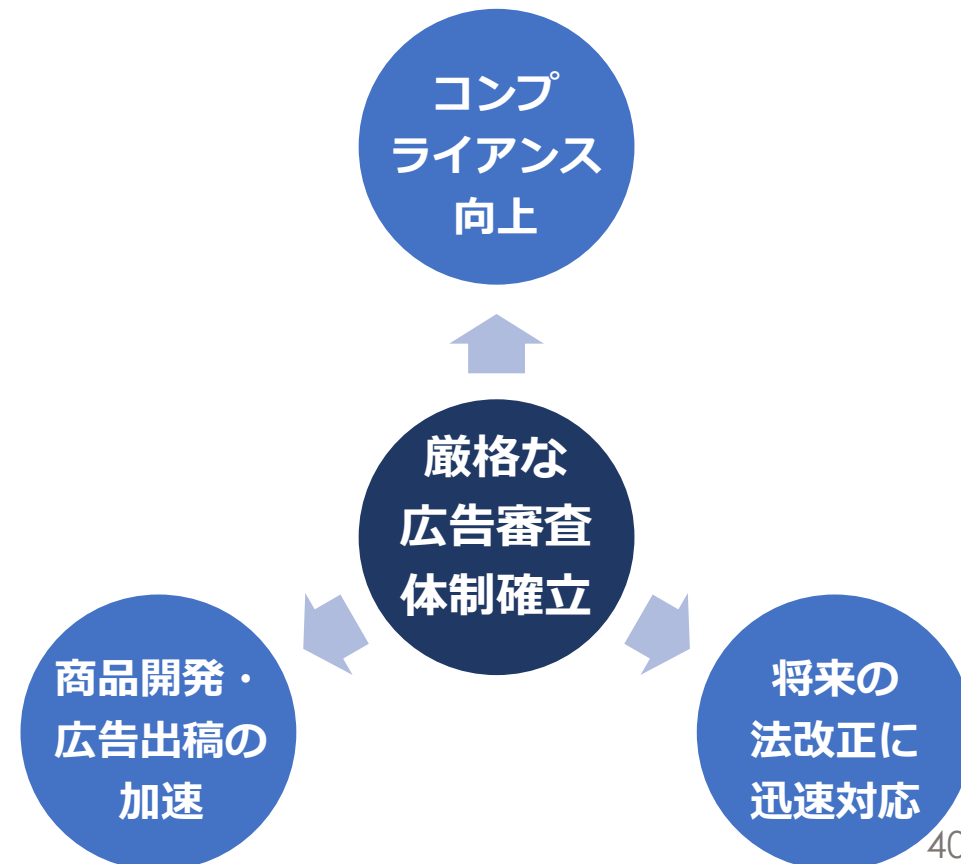 コンプ
ライアンス
向上
厳格な
広告審査
体制確立
商品開発・
広告出稿の
加速
将来の
法改正に
迅速対応
40